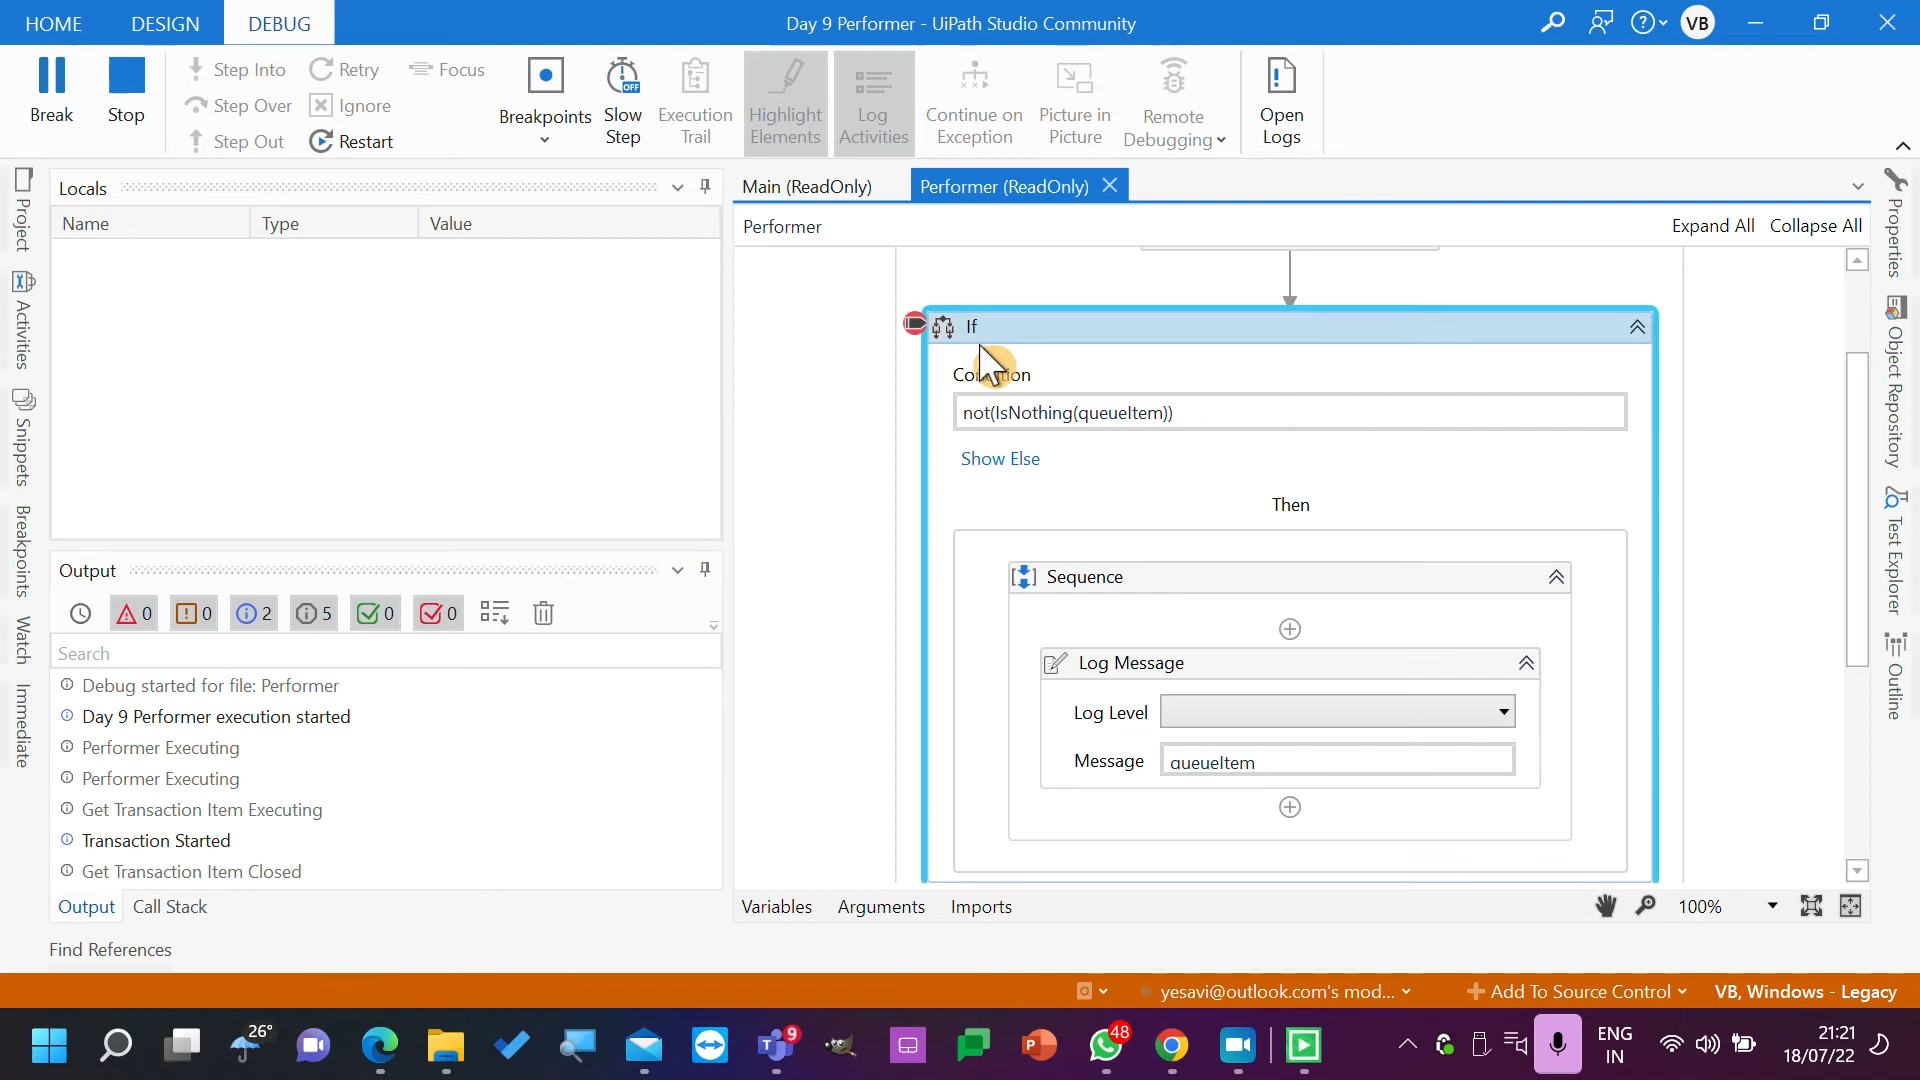 HOME DESIGN DEBUG Day 9 Performer - UiPath Studio Community VB
Break Stop
Step Into Retry Focus
Step Over Ignore
Step Out Restart
Breakpoints
Slow
Step
OFF
Execution
Trail
Highlight
Elements
Log
Activities
Continue on
Exception
Picture in
Picture
Remote
Debugging
Open
Logs
Project
Activities
Snippets
Breakpoints
Watch
Immediate
Locals
Name Type Value
Output
0 0 2 5 0 0
Search
Debug started for file: Performer
Day 9 Performer execution started
Performer Executing
Performer Executing
Get Transaction Item Executing
Transaction Started
Get Transaction Item Closed
Output Call Stack
Find References
Main (ReadOnly) Performer (ReadOnly)
Performer Expand All Collapse All
If
Condition
not(IsNothing(queueItem))
Show Else
Then
Sequence
Log Message
Log Level
Message queueItem
Variables Arguments Imports 100%
Properties
Object Repository
Test Explorer
Outline
yesavi@outlook.com's mod... Add To Source Control VB, Windows - Legacy
26° 9 48
ENG
IN
21:21
18/07/22